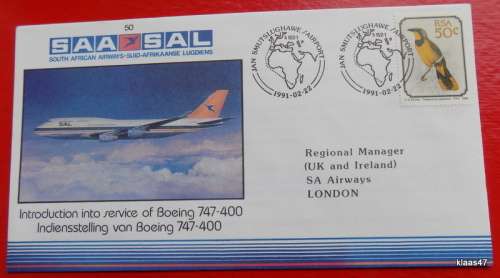 50
SAA SAL
SOUTH AFRICAN AIRWAYS-SUID-AFRIKAANSE LUGDIENS
SAL
Introduction into service of Boeing 747-400
Indiensstelling van Boeing 747-400
JAN SMUTSLUGHAWE/AIRPORT
1991-02-22
JAN SMUTSLUGHAWE/AIRPORT
1991-02-22
RSA
50c
Regional Manager
(UK and Ireland)
SA Airways
LONDON
klaas47